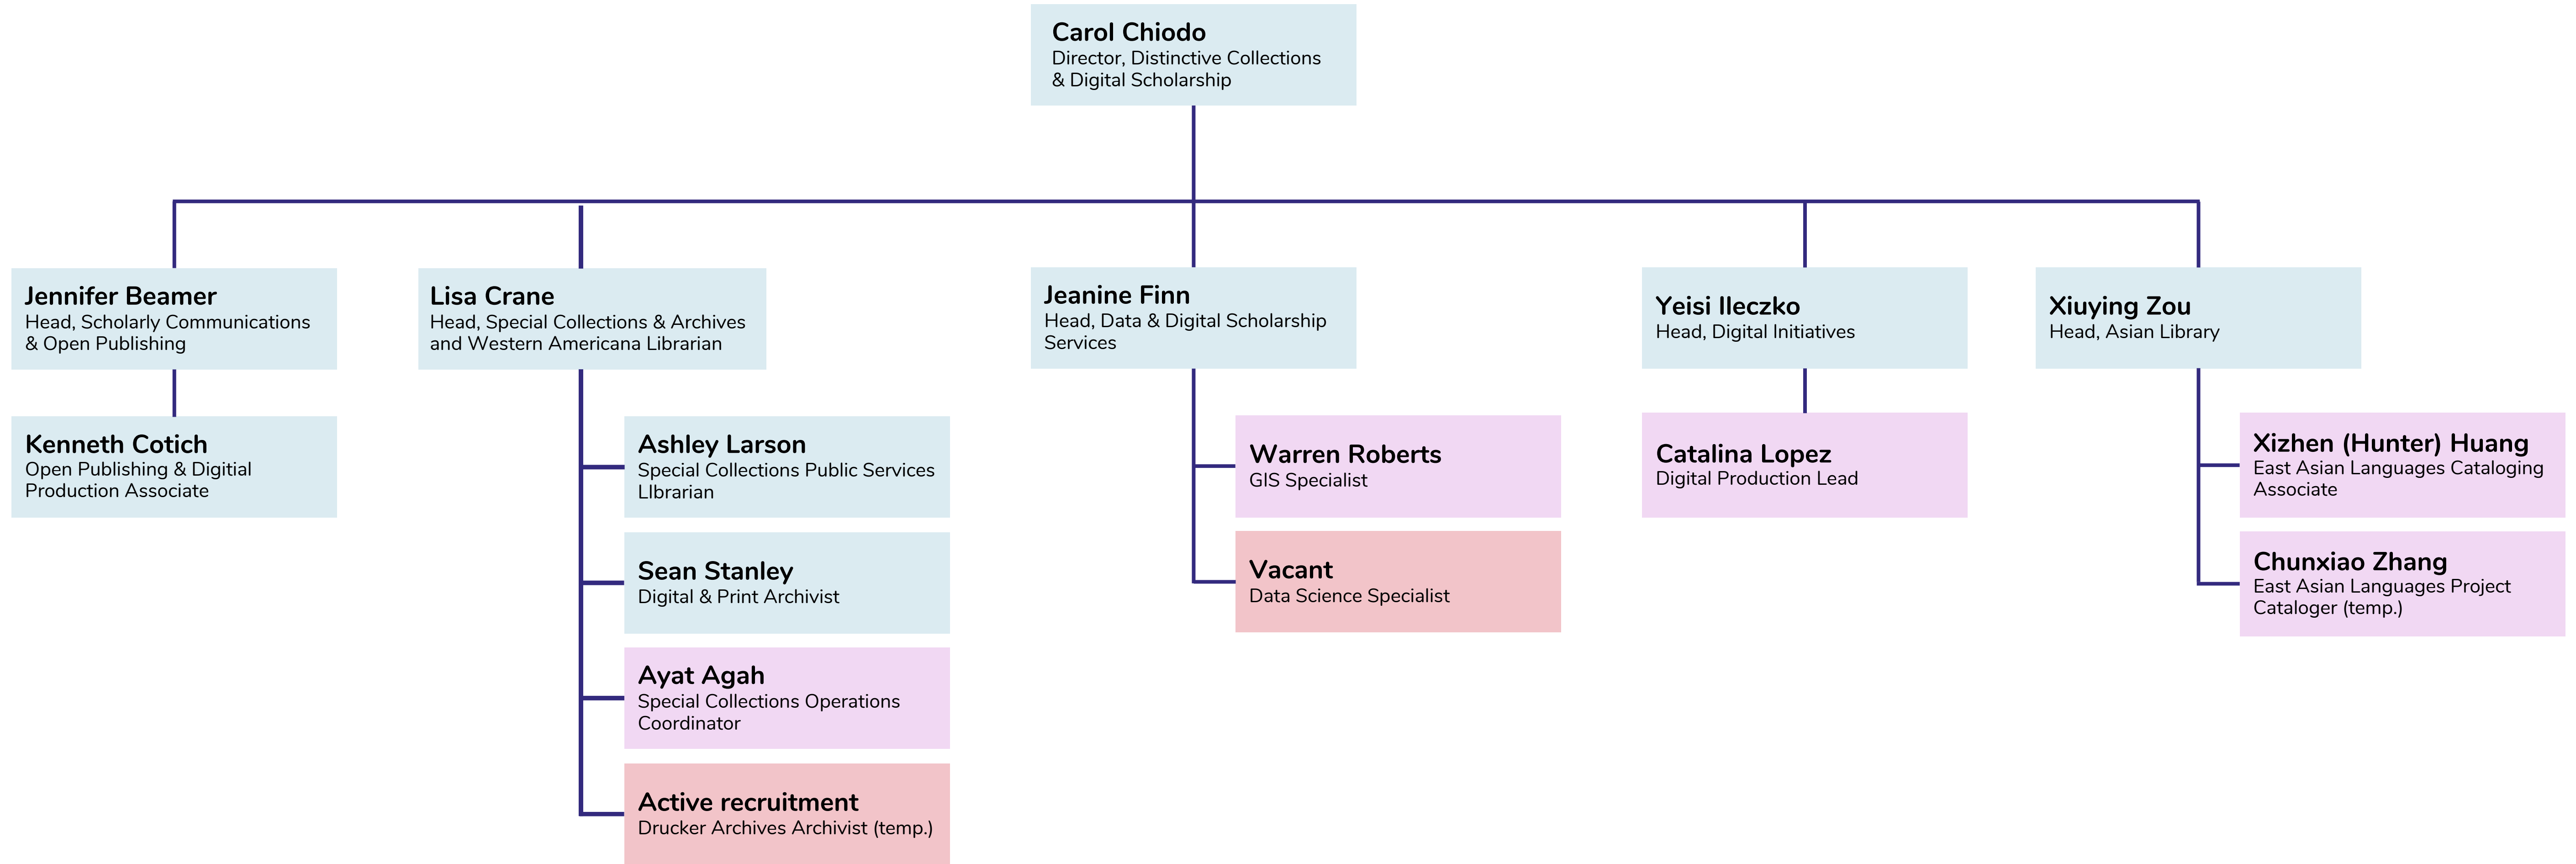 Carol Chiodo
Director, Distinctive Collections
& Digital Scholarship
Jennifer Beamer
Head, Scholarly Communications
& Open Publishing
Kenneth Cotich
Open Publishing & Digitial
Production Associate
Lisa Crane
Head, Special Collections & Archives
and Western Americana Librarian
Ashley Larson
Special Collections Public Services
LIbrarian
Sean Stanley
Digital & Print Archivist
Ayat Agah
Special Collections Operations
Coordinator
Active recruitment
Drucker Archives Archivist (temp.)
Jeanine Finn
Head, Data & Digital Scholarship
Services
Warren Roberts
GIS Specialist
Vacant
Data Science Specialist
Yeisi Ileczko
Head, Digital Initiatives
Catalina Lopez
Digital Production Lead
Xiuying Zou
Head, Asian Library
Xizhen (Hunter) Huang
East Asian Languages Cataloging
Associate
Chunxiao Zhang
East Asian Languages Project
Cataloger (temp.)